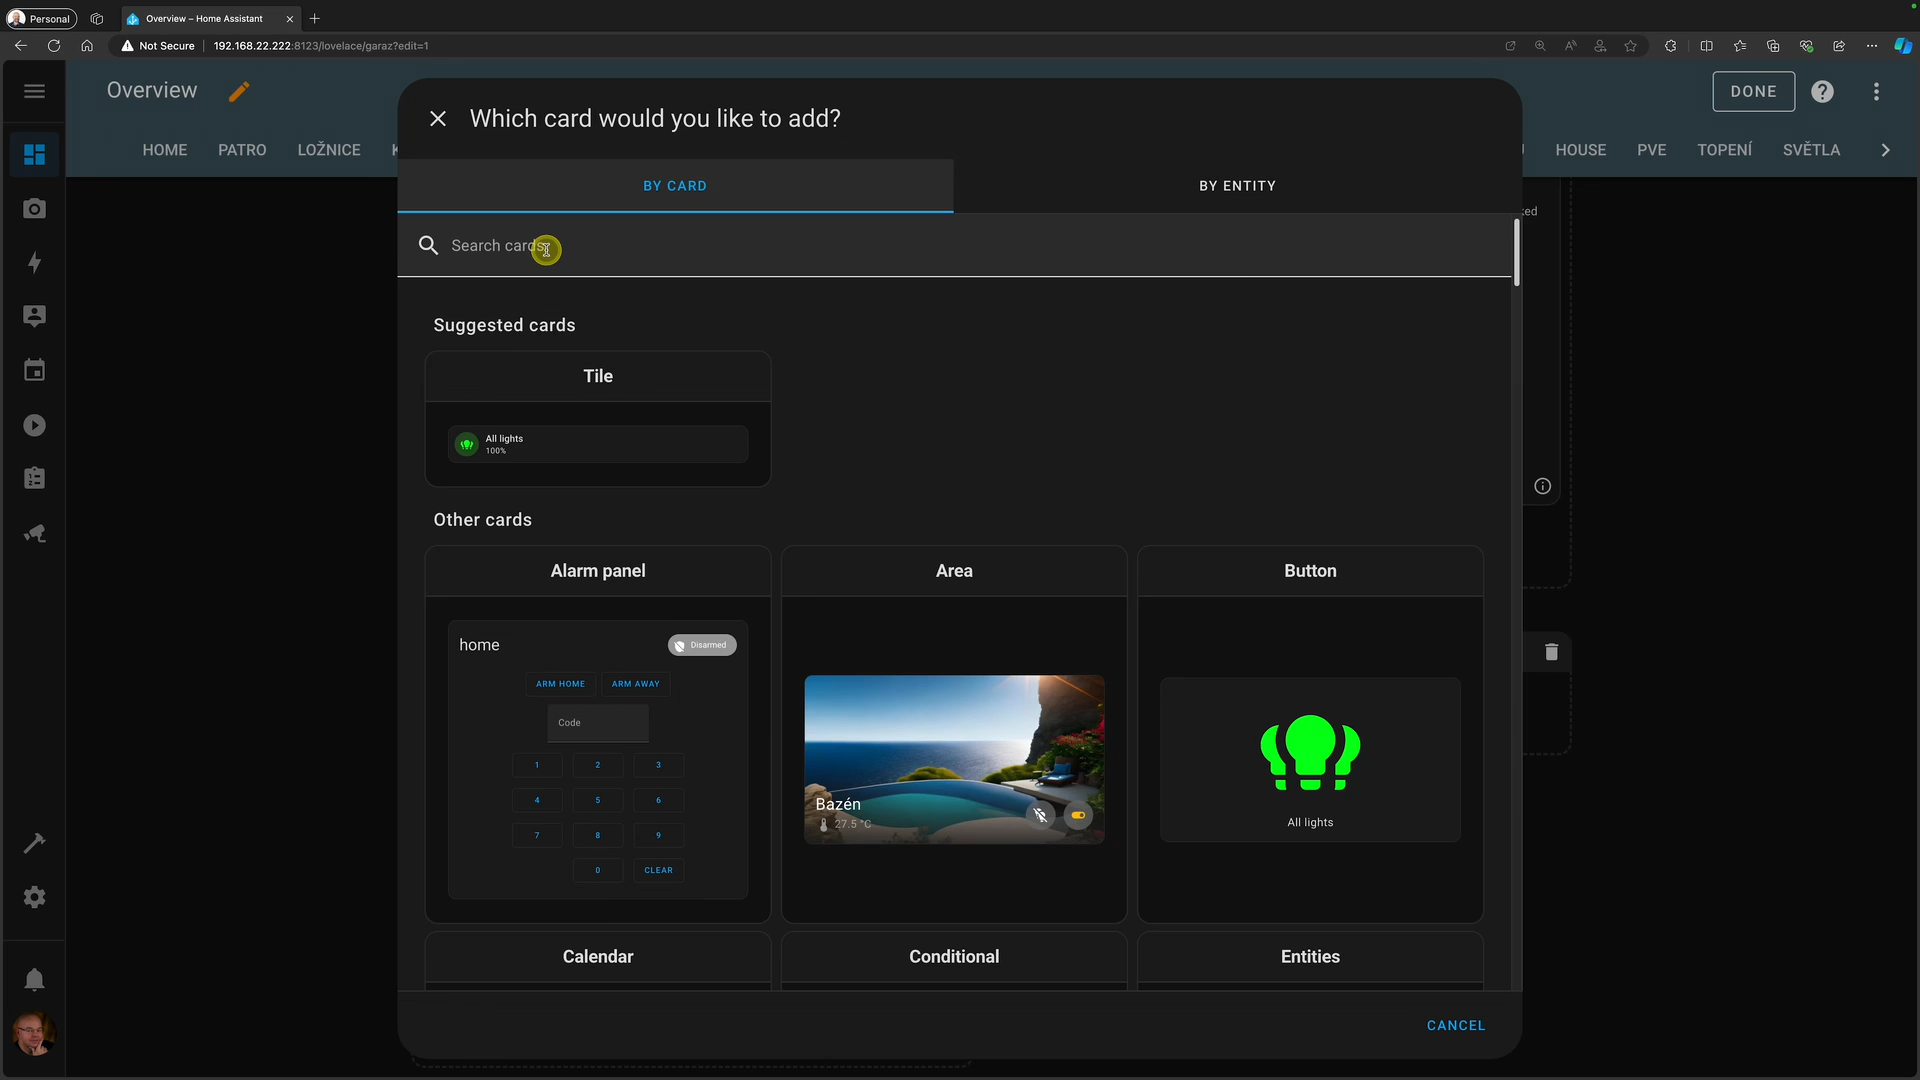 Personal
Overview – Home Assistant
Not Secure
192.168.22.222:8123/lovelace/garaz?edit=1
Overview
DONE
HOME
PATRO
LOŽNICE
HOUSE
PVE
TOPENÍ
SVĚTLA
Which card would you like to add?
BY CARD
BY ENTITY
Search cards
Suggested cards
Tile
All lights
100%
Other cards
Alarm panel
Area
Button
home
Disarmed
ARM HOME
ARM AWAY
Code
1
2
3
4
5
6
7
8
9
0
CLEAR
Bazén
27.5 °C
All lights
Calendar
Conditional
Entities
CANCEL